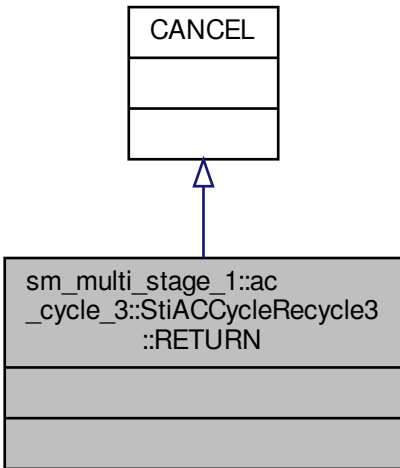 CANCEL
sm_multi_stage_1::ac
_cycle_3::StiACCycleRecycle3
::RETURN